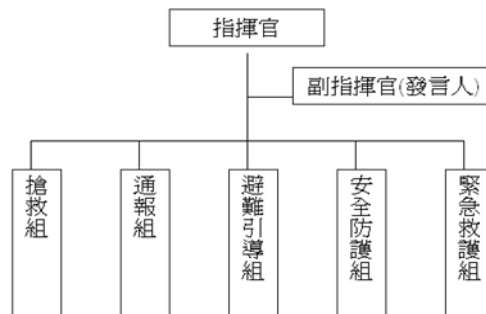 指揮官
副指揮官(發言人)
搶救組
通報組
避難引導組
安全防護組
緊急救護組